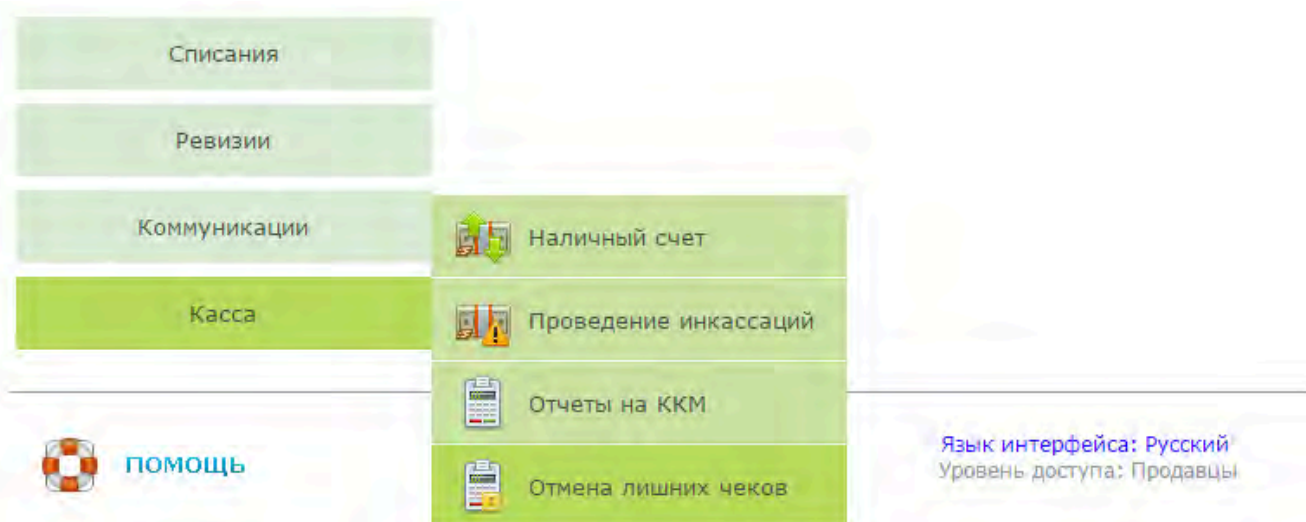 Списания
Ревизии
Коммуникации
Касса
Наличный счет
Проведение инкассаций
Отчеты на ККМ
Отмена лишних чеков
ПОМОЩЬ
Язык интерфейса: Русский
Уровень доступа: Продавцы